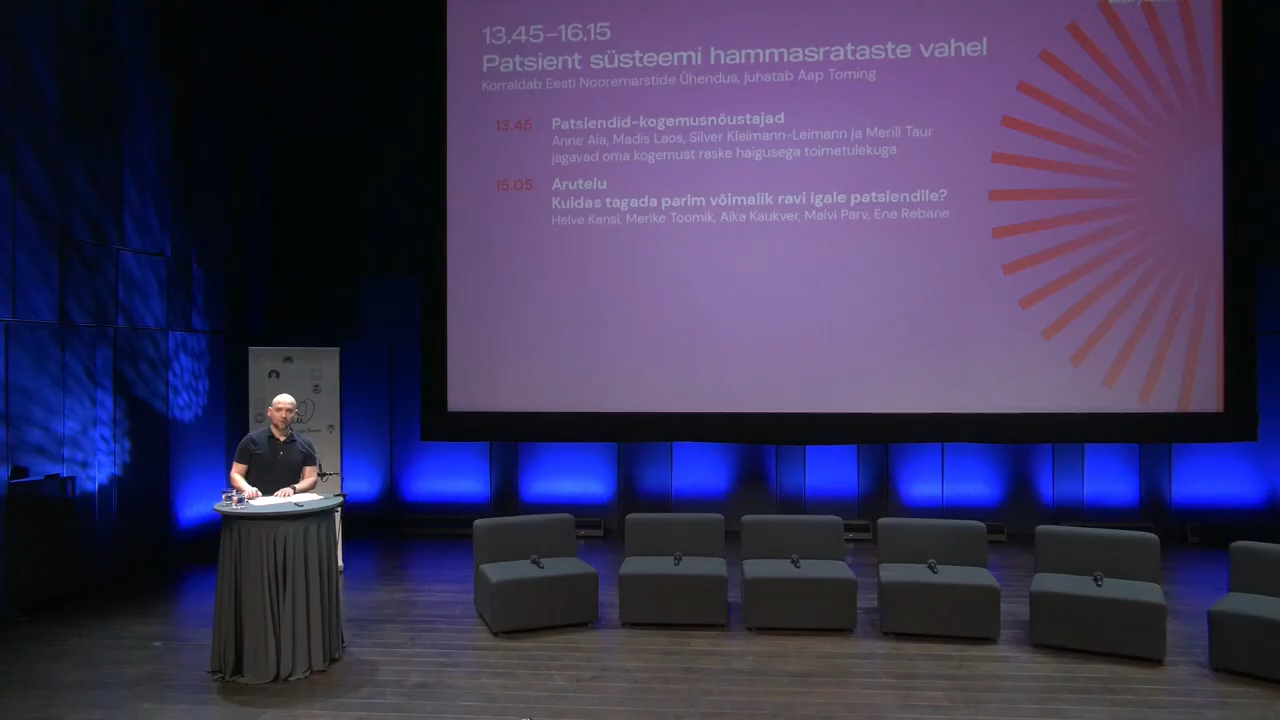 13.45–16.15
Patsient süsteemi hammasrataste vahel
Korraldab Eesti Nooremarstide Ühendus, juhatab Aap Toming
13.45 Patsiendid-kogemusnõustajad
Anne Aia, Madis Laos, Silver Kleimann-Leimann ja Merili Taur
jagavad oma kogemust raske haigusega toimetulekuga
15.05 Arutelu
Kuidas tagada parim võimalik ravi igale patsiendile?
Helve Kansi, Merike Toomik, Aika Kaukver, Maivi Parv, Ene Rebane